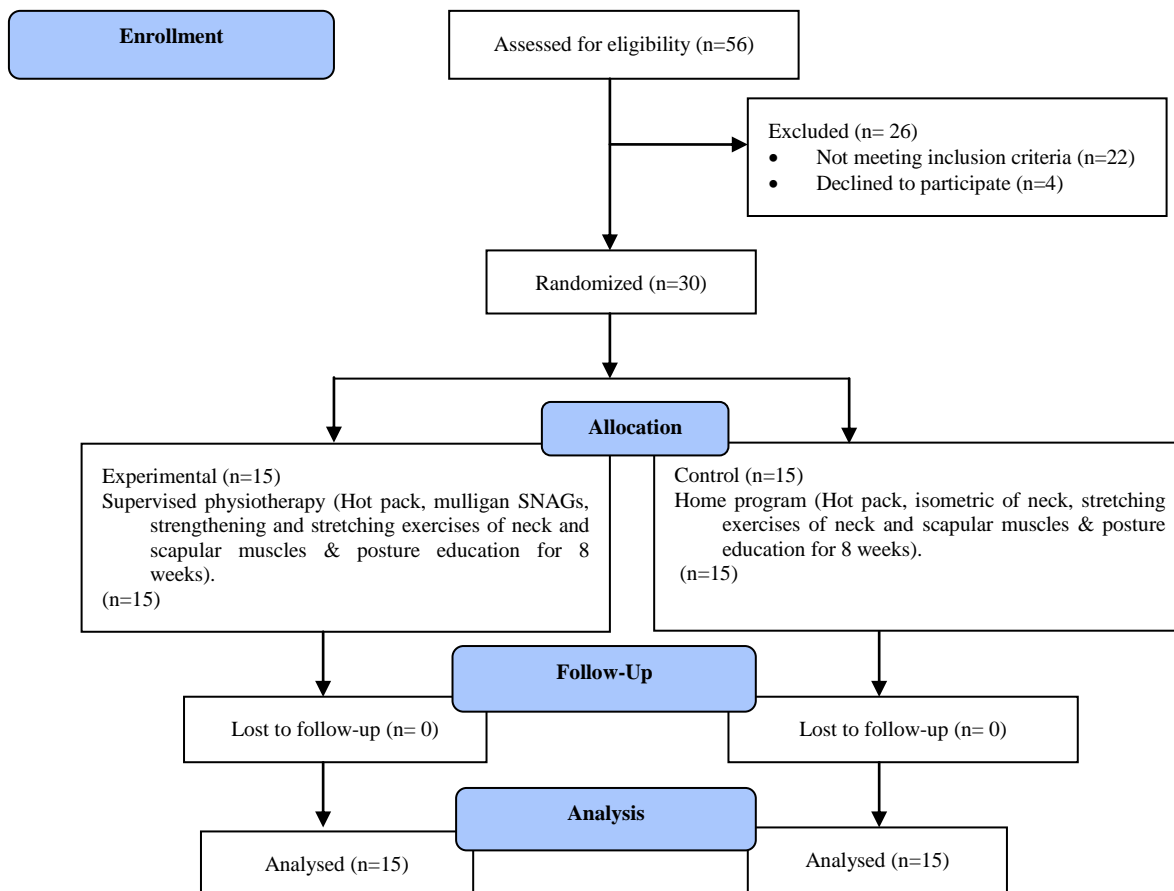 Enrollment
Assessed for eligibility (n=56)
Excluded (n= 26)
• Not meeting inclusion criteria (n=22)
• Declined to participate (n=4)
Randomized (n=30)
Allocation
Experimental (n=15)
Supervised physiotherapy (Hot pack, mulligan SNAGs,
strengthening and stretching exercises of neck and
scapular muscles & posture education for 8
weeks).
(n=15)
Control (n=15)
Home program (Hot pack, isometric of neck, stretching
exercises of neck and scapular muscles & posture
education for 8 weeks).
(n=15)
Follow-Up
Lost to follow-up (n= 0)
Lost to follow-up (n= 0)
Analysis
Analysed (n=15)
Analysed (n=15)